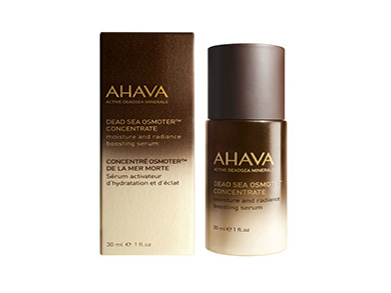 AHAVA
ACTIVE DEADSEA MINERALS
DEAD SEA OSMOTER™
CONCENTRATE
moisture and radiance
boosting serum
CONCENTRÉ OSMOTER™
DE LA MER MORTE
Sérum activateur
d'hydratation et d'éclat
30 ml e 1 fl.oz
AHAVA
ACTIVE DEADSEA MINERALS
DEAD SEA OSMOTER™
CONCENTRATE
moisture and radiance
boosting serum
30 ml e 1 fl.oz